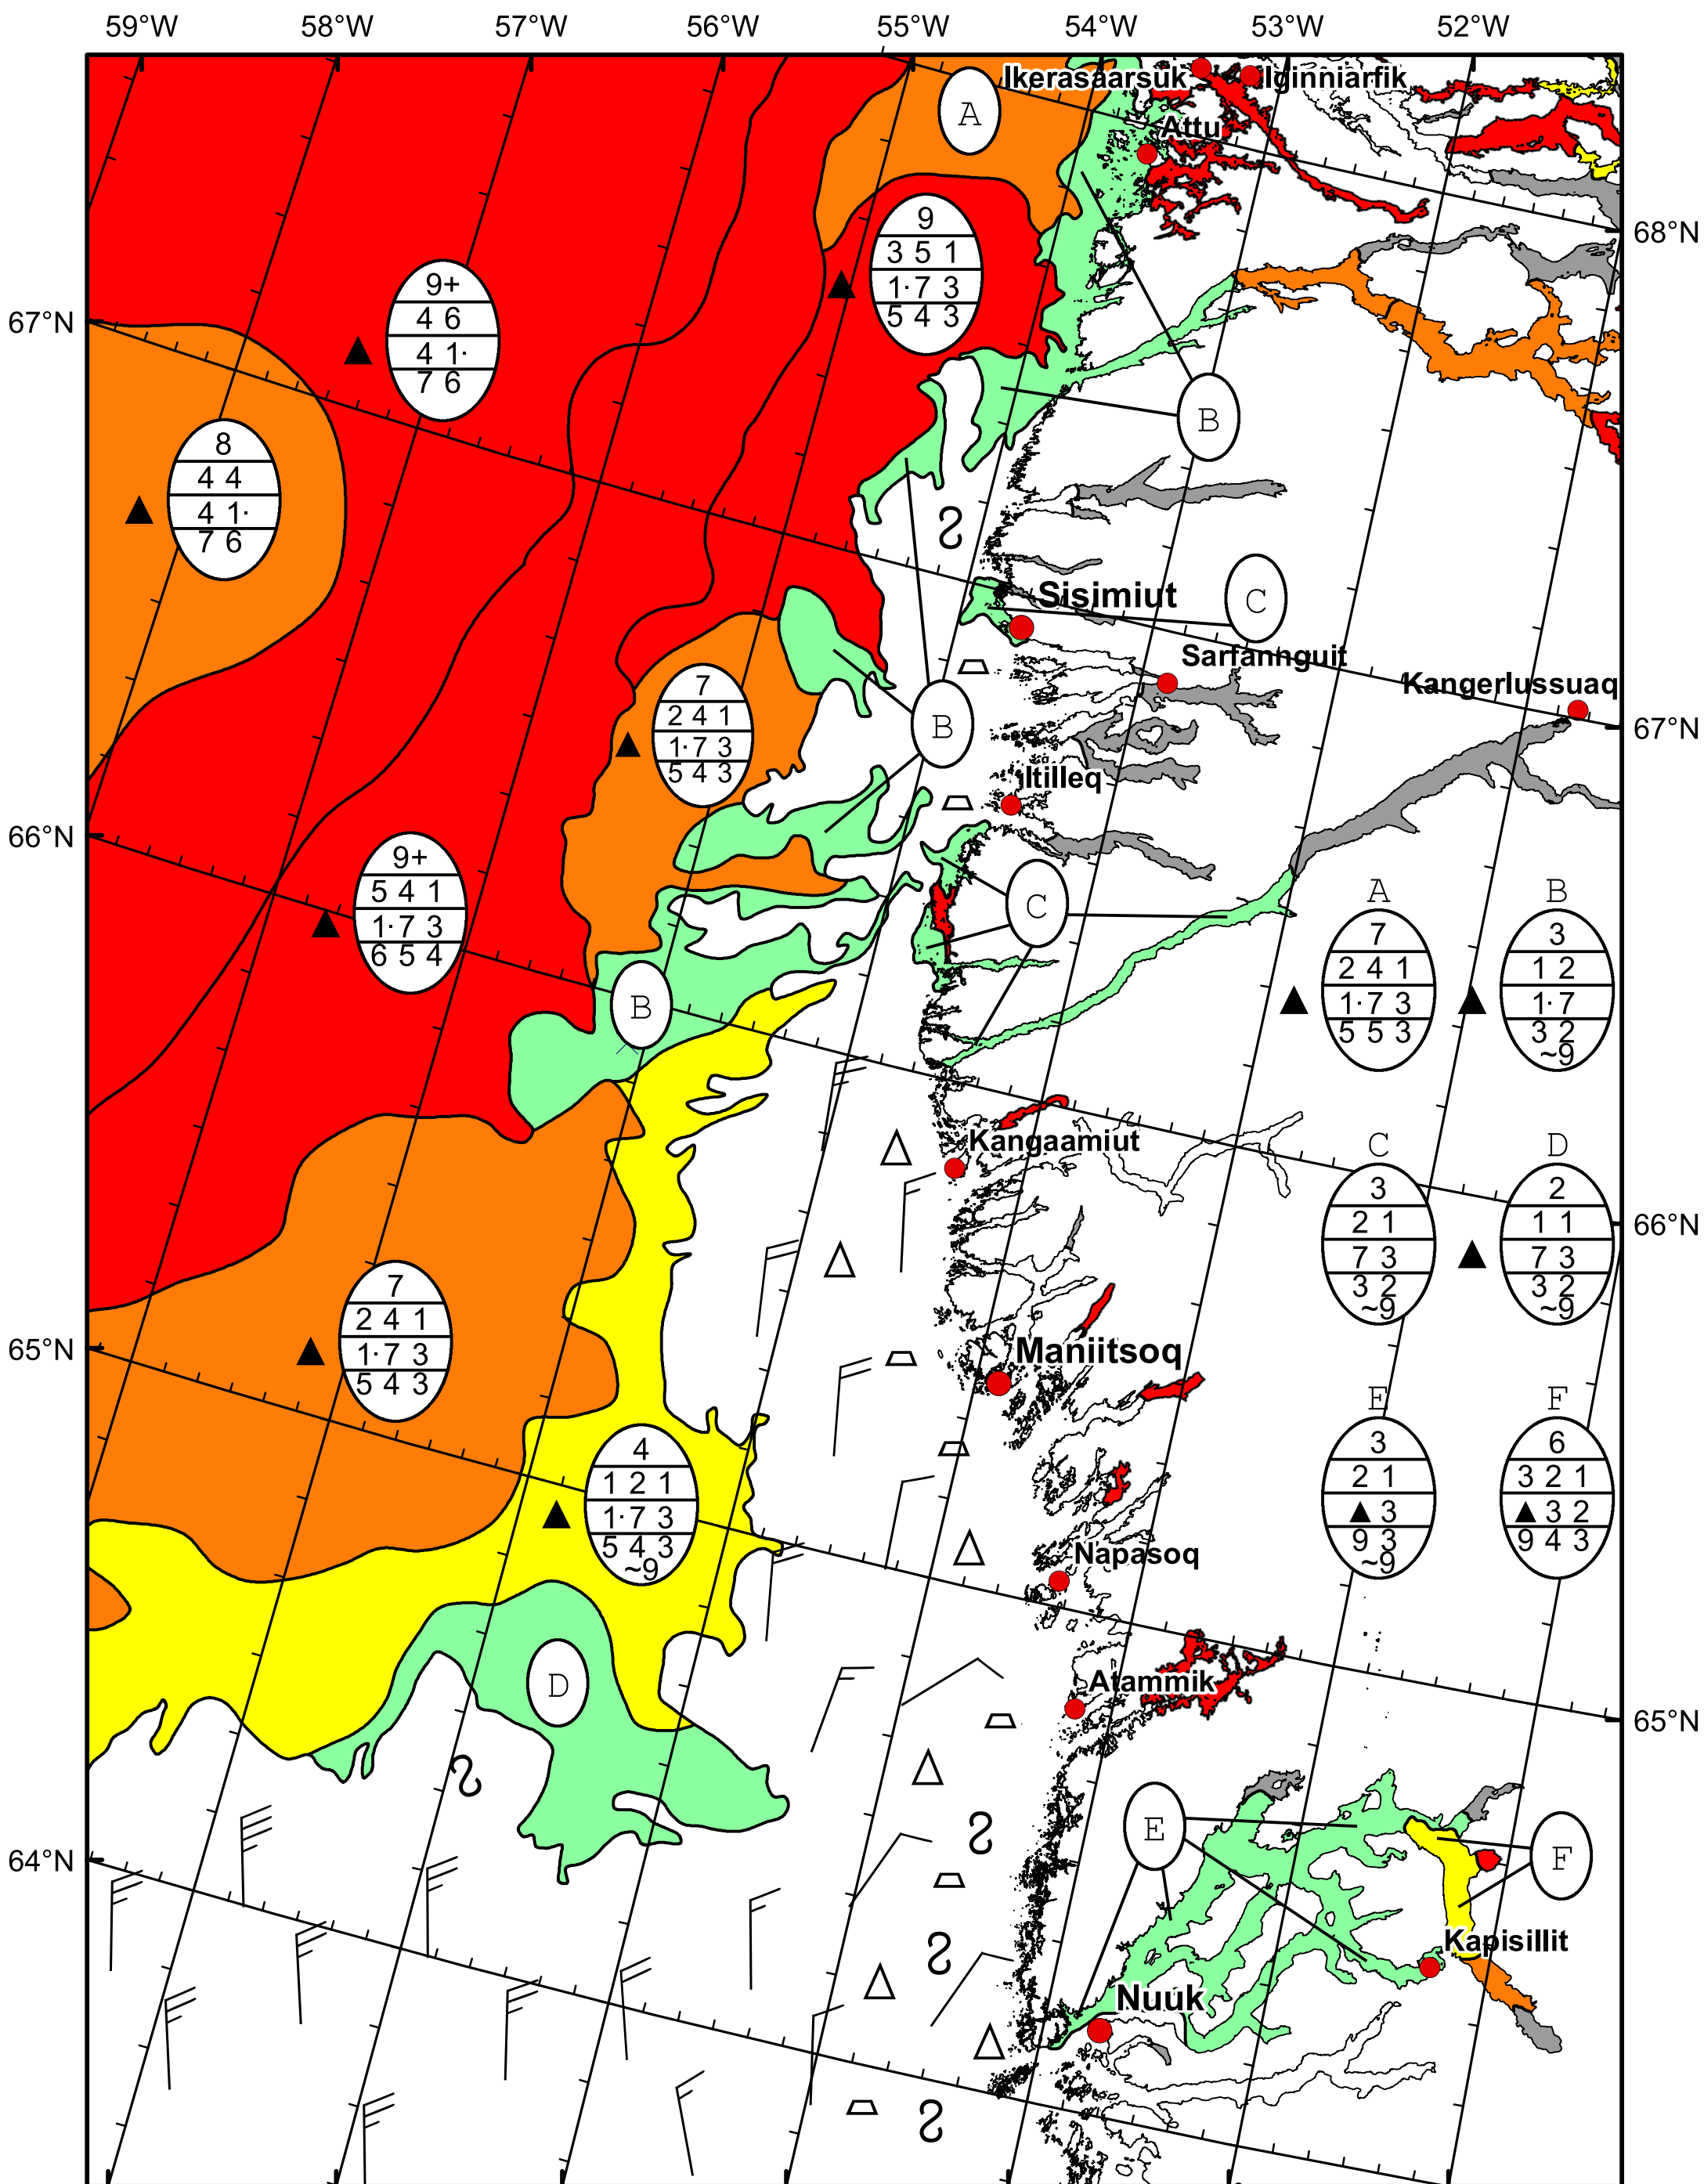 59°W 58°W 57°W 56°W 55°W 54°W 53°W 52°W
A
Ikerasaarsuk
Iginniarfik
Attu
68°N
9
3 5 1
1· 7 3
5 4 3
9+
4 6
4 1·
7 6
67°N
B
8
4 4
4 1·
7 6
Sisimiut
C
Sarfannguit
Kangerlussuaq
7
2 4 1
1· 7 3
5 4 3
B
67°N
Itilleq
66°N
9+
5 4 1
1· 7 3
6 5 4
C
B
A
7
2 4 1
1· 7 3
5 5 3
B
3
1 2
1· 7
3 2
~9
Kangaamiut
C
3
2 1
7 3
3 2
~9
D
2
1 1
7 3
3 2
~9
66°N
7
2 4 1
1· 7 3
5 4 3
65°N
Maniitsoq
4
1 2 1
1· 7 3
5 4 3
~9
E
3
2 1
▲ 3
9 3
~9
F
6
3 2 1
▲ 3 2
9 4 3
Napasoq
D
Atammik
65°N
E
F
64°N
Kapisillit
Nuuk